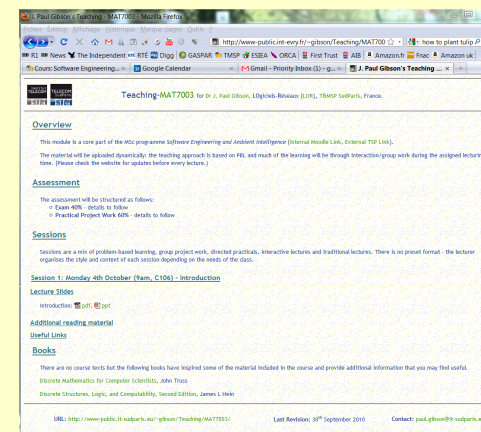 J. Paul Gibson's Teaching - MAT7003 - Mozilla Firefox
Fichier Édition Affichage Historique Marque-pages Outils ?
http://www-public.int-evry.fr/~gibson/Teaching/MAT700 how to plant tulip
R1 News The Independent RTÉ Digg GASPAR TMSP ESIEA ORCA First Trust AIB Amazon.fr Fnac Amazon uk
Cours: Software Engineering... Google Calendar Gmail - Priority Inbox (1) - g... J. Paul Gibson's Teaching ...
Teaching-MAT7003 for Dr J. Paul Gibson, LOgiciels-Réseaux (LOR), TEMSP SudParis, France.
Overview
This module is a core part of the MSc programme Software Engineering and Ambient Intelligence (Internal Moodle Link, External TSP Link).
The material will be uploaded dynamically: the teaching approach is based on PBL and much of the learning will be through interaction/group work during the assigned lecturin
time. (Please check the website for updates before every lecture.)
Assessment
The assessment will be structured as follows:
Exam 40% - details to follow
Practical Project Work 60% - details to follow
Sessions
Sessions are a mix of problem-based learning, group project work, directed practicals, interactive lectures and traditional lectures. There is no preset format - the lecturer
organises the style and content of each session depending on the needs of the class.
Session 1: Monday 4th October (9am, C106) - Introduction
Lecture Slides
Introduction: pdf, ppt
Additional reading material
Useful Links
Books
There are no course texts but the following books have inspired some of the material included in the course and provide additional information that you may find useful.
Discrete Mathematics for Computer Scientists, John Truss
Discrete Structures, Logic, and Computability, Second Edition, James L Hein
URL: http://www-public.it-sudparis.eu/~gibson/Teaching/MAT7003/ Last Revision: 30th September 2010 Contact: paul.gibson@it-sudparis.e